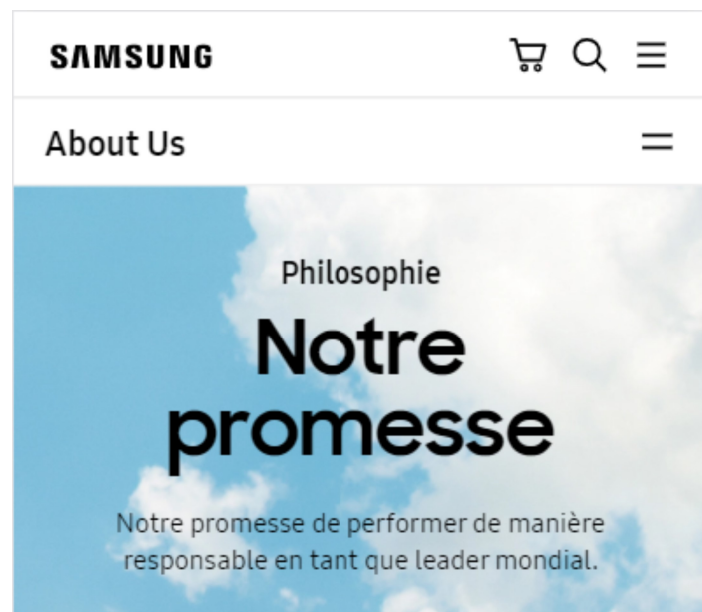 SAMSUNG
About Us
Philosophie
Notre
promesse
Notre promesse de performer de manière
responsable en tant que leader mondial.